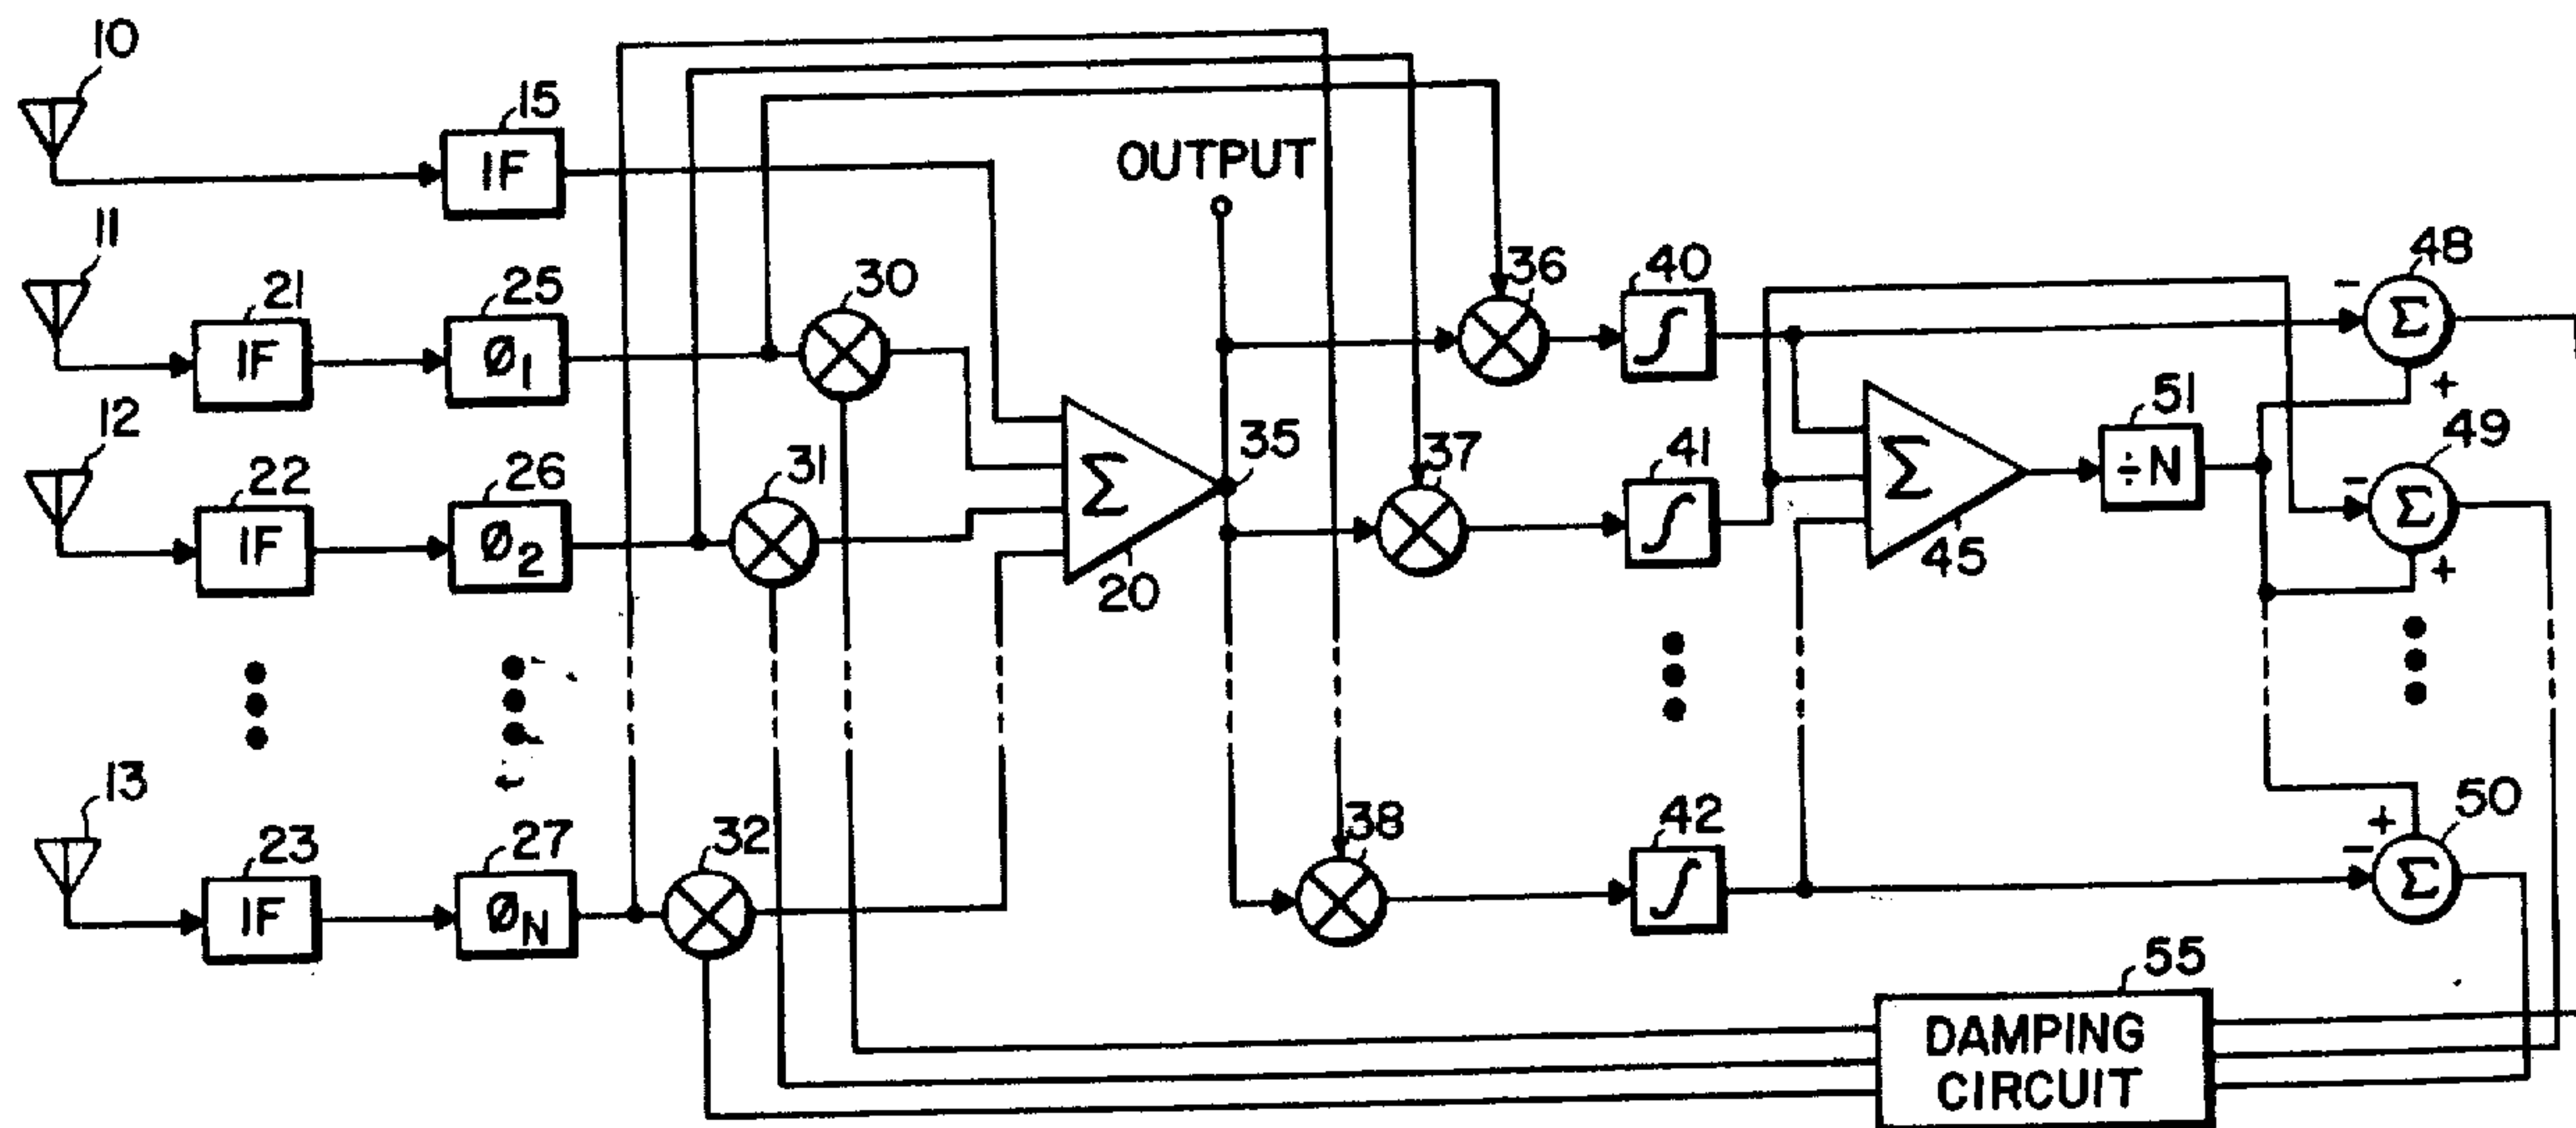 10
15
IF
OUTPUT
11
21
IF
25
Ø1
30
36
40
∫
48
-
Σ
+
12
22
IF
26
Ø2
31
Σ
20
35
37
41
∫
Σ
45
51
÷N
49
-
Σ
+
13
23
IF
27
ØN
32
38
42
∫
50
+
-
Σ
55
DAMPING
CIRCUIT